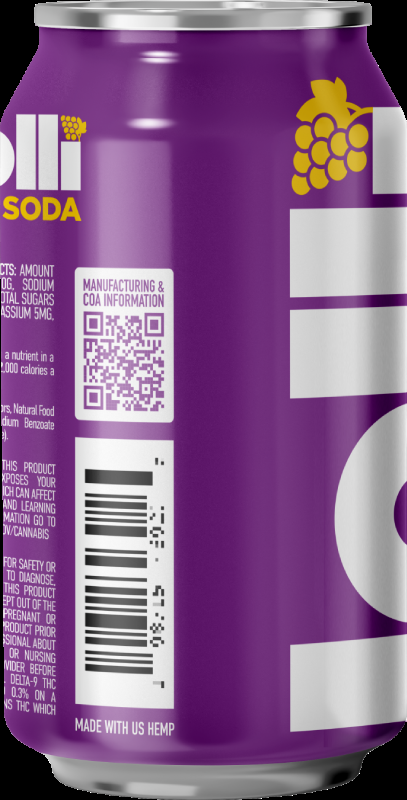 olli
SODA
CTS: AMOUNT
0G, SODIUM
OTAL SUGARS
ASSIUM 5MG,
a nutrient in a
2,000 calories a
ors, Natural Food
dium Benzoate
e).
THIS PRODUCT
XPOSES YOUR
ICH CAN AFFECT
AND LEARNING
MATION GO TO
OV/CANNABIS
FOR SAFETY OR
TO DIAGNOSE,
THIS PRODUCT
EPT OUT OF THE
PREGNANT OR
PRODUCT PRIOR
SSIONAL ABOUT
OR NURSING
VIDER BEFORE
DELTA-9 THC
0.3% ON A
NS THC WHICH
MANUFACTURING &
COA INFORMATION
MADE WITH US HEMP
olli